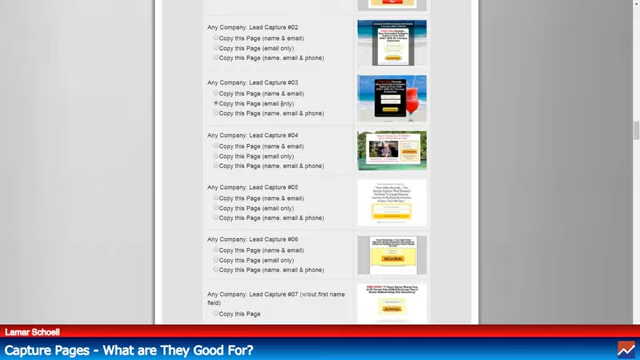 Any Company: Lead Capture #02
Copy this Page (name & email)
Copy this Page (email only)
Copy this Page (name, email & phone)
Any Company: Lead Capture #03
Copy this Page (name & email)
Copy this Page (email only)
Copy this Page (name, email & phone)
Any Company: Lead Capture #04
Copy this Page (name & email)
Copy this Page (email only)
Copy this Page (name, email & phone)
Any Company: Lead Capture #05
Copy this Page (name & email)
Copy this Page (email only)
Copy this Page (name, email & phone)
Any Company: Lead Capture #06
Copy this Page (name & email)
Copy this Page (email only)
Copy this Page (name, email & phone)
Any Company: Lead Capture #07 (w/out first name
field)
Copy this Page
Lamar Schoell
Capture Pages - What are They Good For?